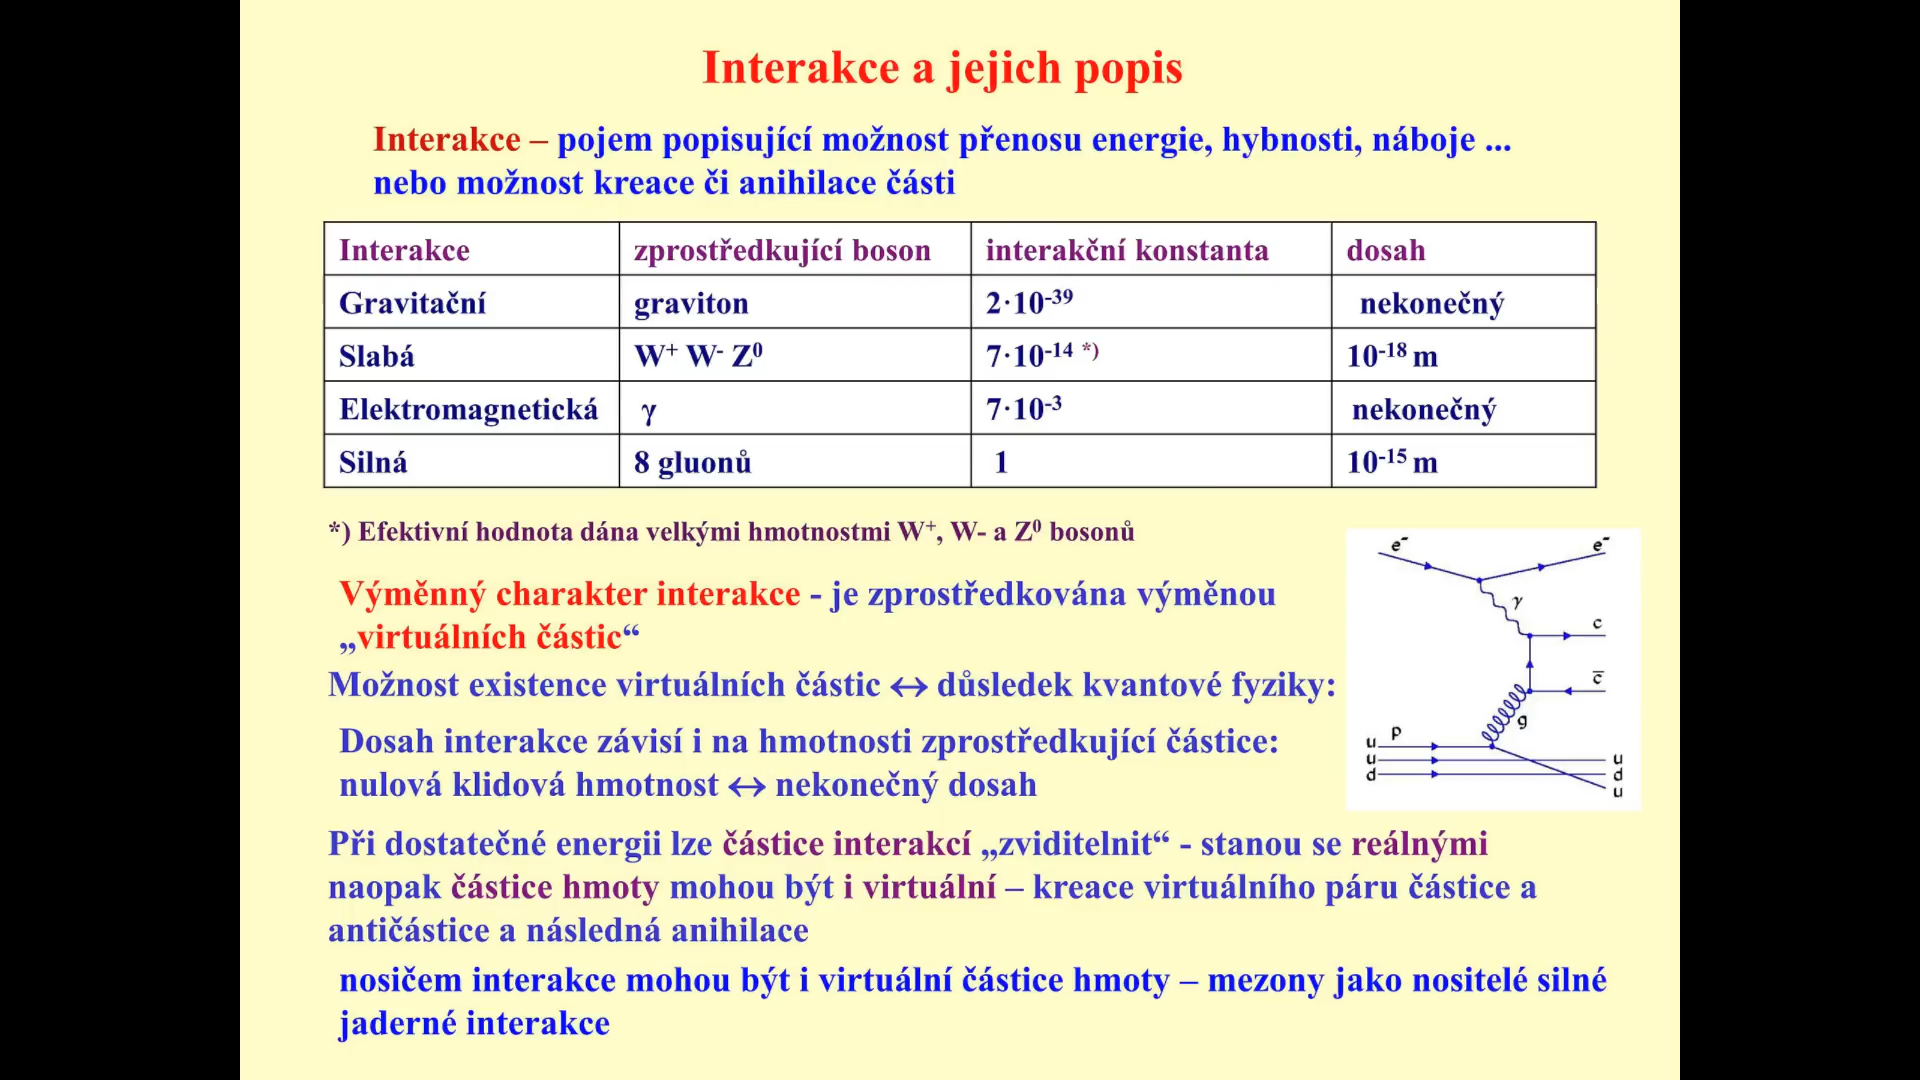 Interakce a jejich popis
Interakce – pojem popisující možnost přenosu energie, hybnosti, náboje ...
nebo možnost kreace či anihilace části
Interakce zprostředkující boson interakční konstanta dosah
Gravitační graviton 2·10⁻³⁹ nekonečný
Slabá W⁺ W⁻ Z⁰ 7·10⁻¹⁴ *) 10⁻¹⁸ m
Elektromagnetická γ 7·10⁻³ nekonečný
Silná 8 gluonů 1 10⁻¹⁵ m
*) Efektivní hodnota dána velkými hmotnostmi W⁺, W- a Z⁰ bosonů
Výměnný charakter interakce - je zprostředkována výměnou
„virtuálních částic“
Možnost existence virtuálních částic ↔ důsledek kvantové fyziky:
Dosah interakce závisí i na hmotnosti zprostředkující částice:
nulová klidová hmotnost ↔ nekonečný dosah
e⁻ e⁻
γ
c
c̅
g
p
u
u u
d d
u
Při dostatečné energii lze částice interakcí „zviditelnit“ - stanou se reálnými
naopak částice hmoty mohou být i virtuální – kreace virtuálního páru částice a
antičástice a následná anihilace
nosičem interakce mohou být i virtuální částice hmoty – mezony jako nositelé silné
jaderné interakce